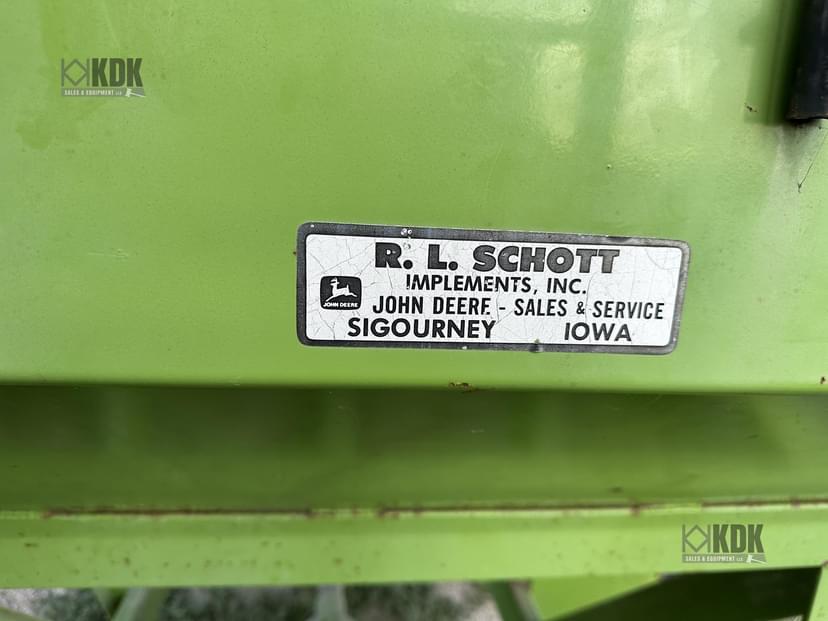 KDK
SALES & EQUIPMENT LLC
R. L. SCHOTT
IMPLEMENTS, INC.
JOHN DEERE
JOHN DEERE - SALES & SERVICE
SIGOURNEY IOWA
KDK
SALES & EQUIPMENT LLC